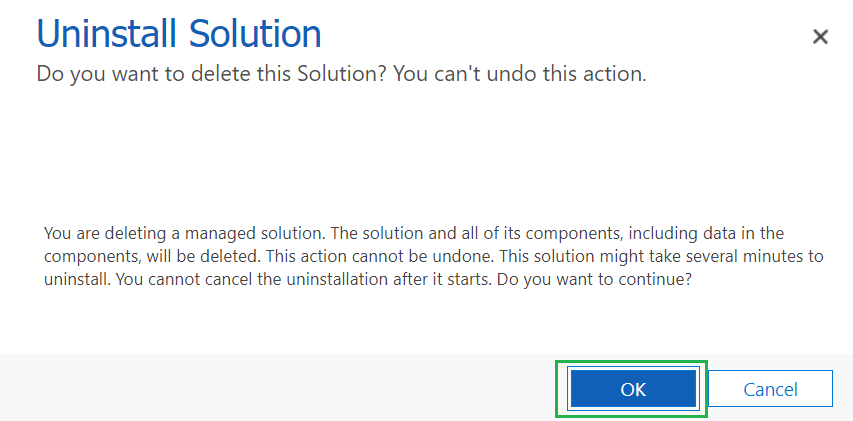 Uninstall Solution
Do you want to delete this Solution? You can't undo this action.
You are deleting a managed solution. The solution and all of its components, including data in the
components, will be deleted. This action cannot be undone. This solution might take several minutes to
uninstall. You cannot cancel the uninstallation after it starts. Do you want to continue?
OK
Cancel